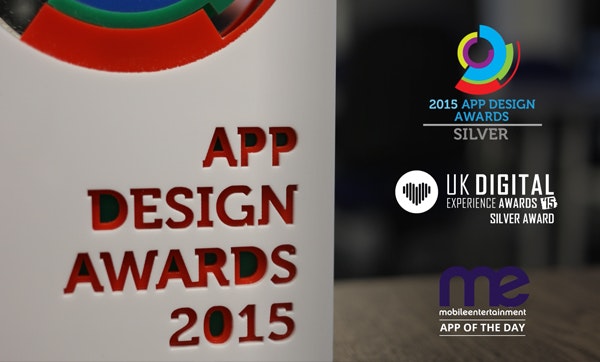 APP
DESIGN
AWARDS
2015
2015 APP DESIGN
AWARDS
SILVER
UK DIGITAL
EXPERIENCE AWARDS '15
SILVER AWARD
me
mobileentertainment
APP OF THE DAY